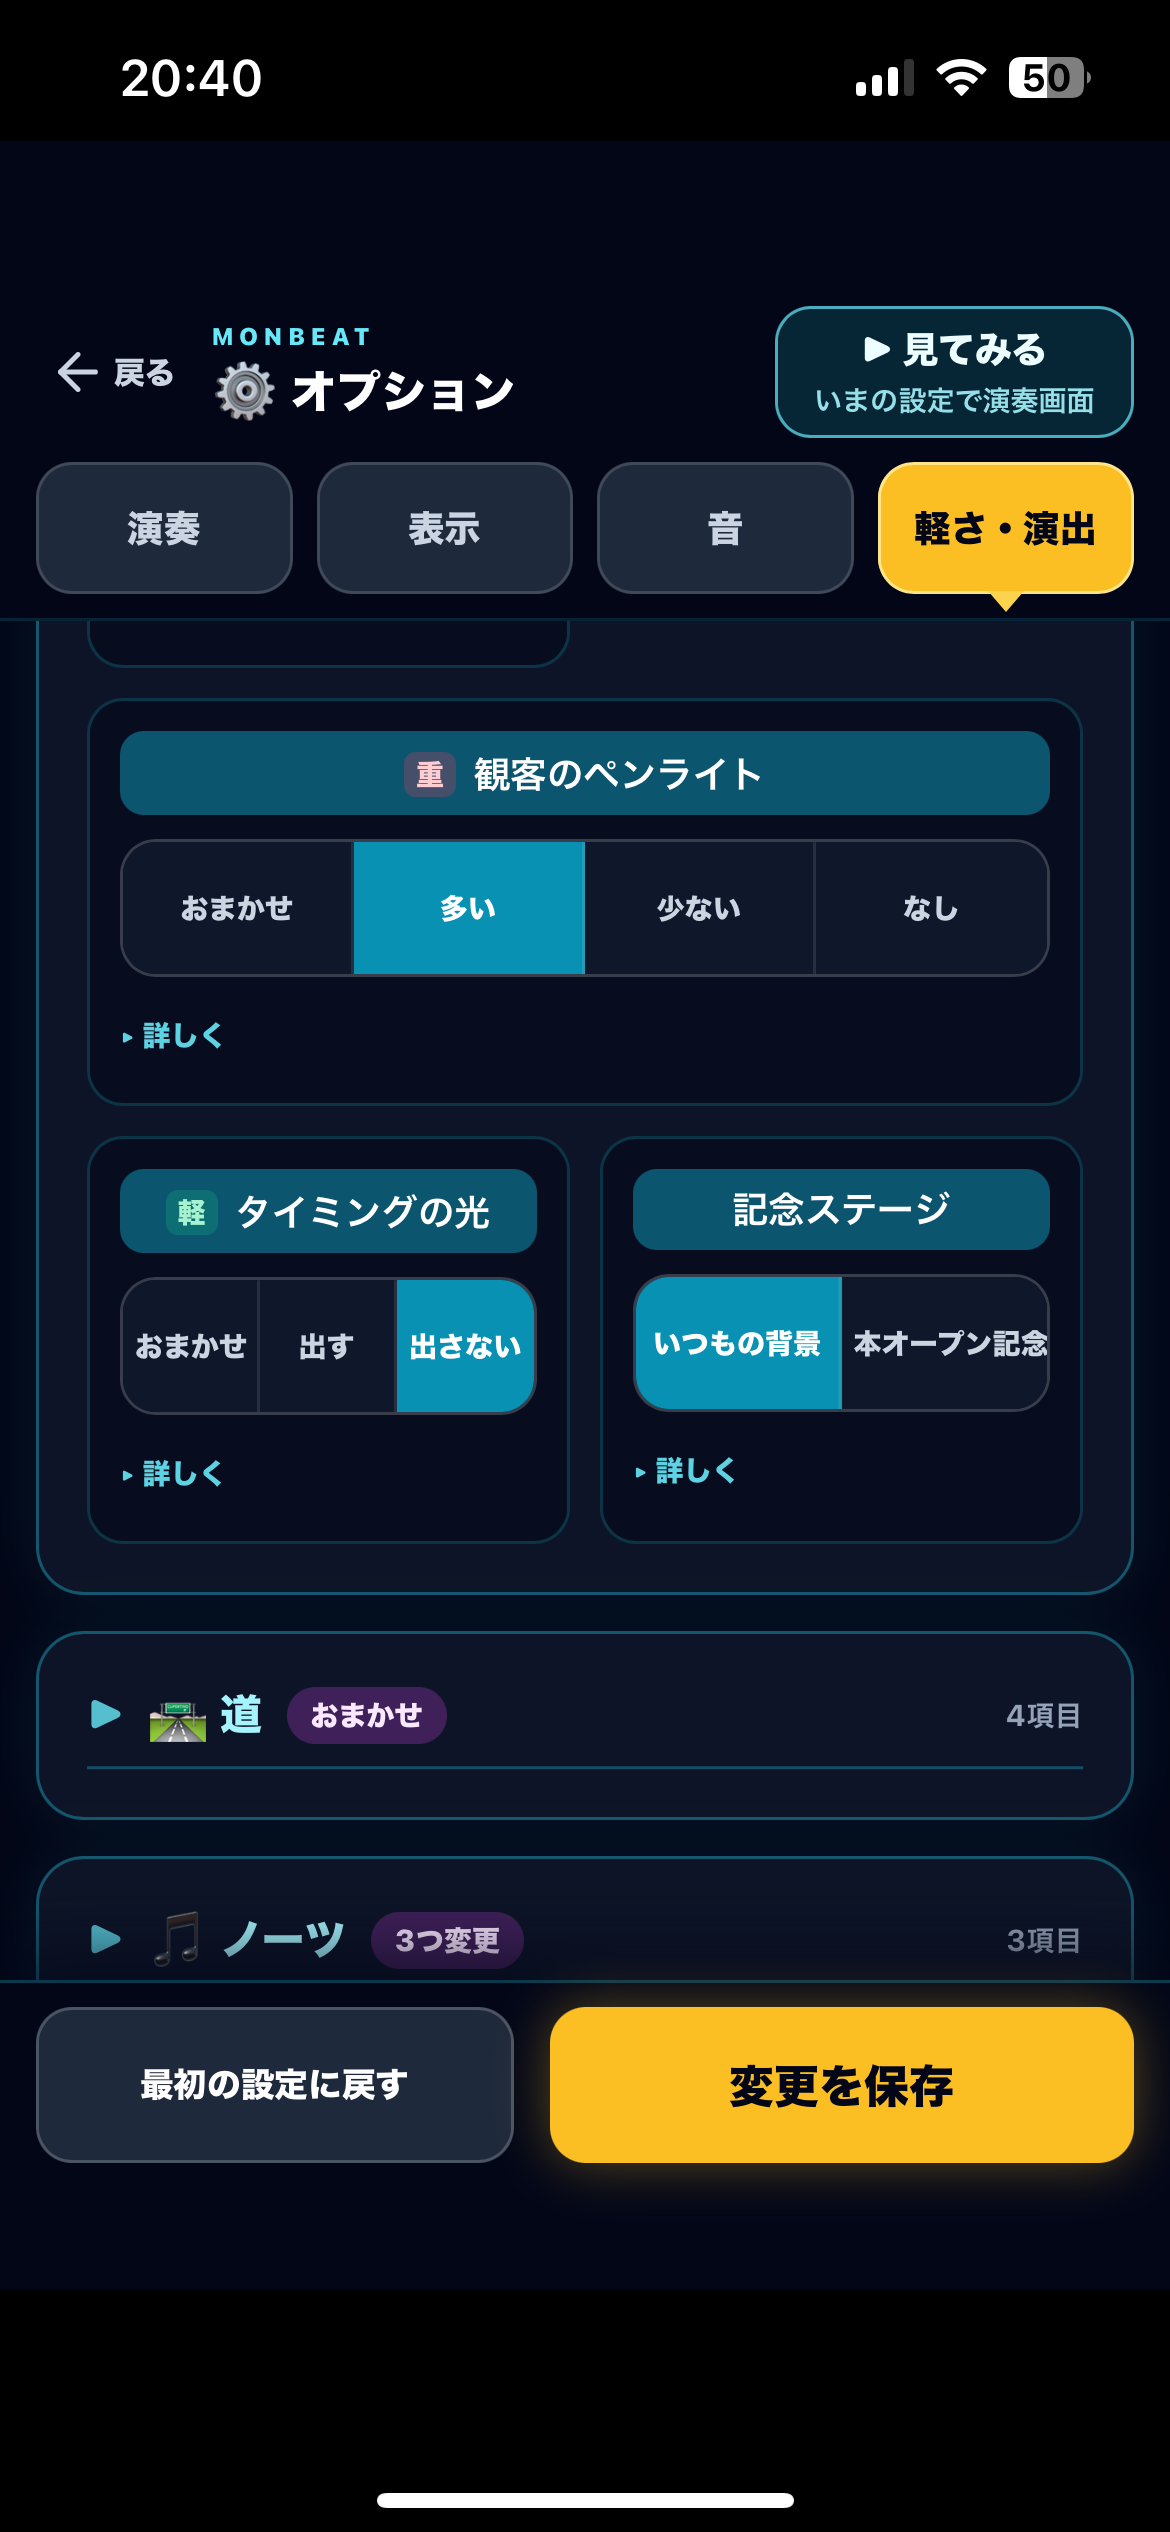 20:40
50
戻る
MONBEAT
オプション
見てみる
いまの設定で演奏画面
演奏
表示
音
軽さ・演出
重 観客のペンライト
おまかせ
多い
少ない
なし
詳しく
軽 タイミングの光
おまかせ
出す
出さない
詳しく
記念ステージ
いつもの背景
本オープン記念
詳しく
道
おまかせ
4項目
ノーツ
3つ変更
3項目
最初の設定に戻す
変更を保存